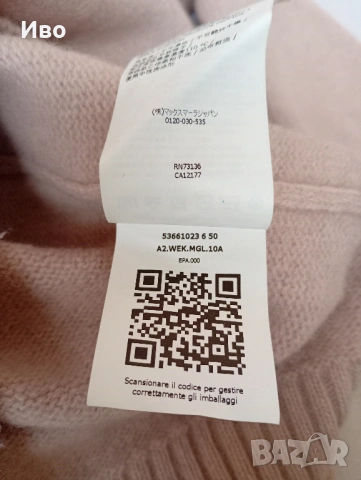 Иво
(株)マックスマーラジャパン
0120-030-535
RN73136
CA12177
53661023 6 50
A2.WEK.MGL.10A
EPA.000
Scansionare il codice per gestire
correttamente gli imballaggi
BAZAR